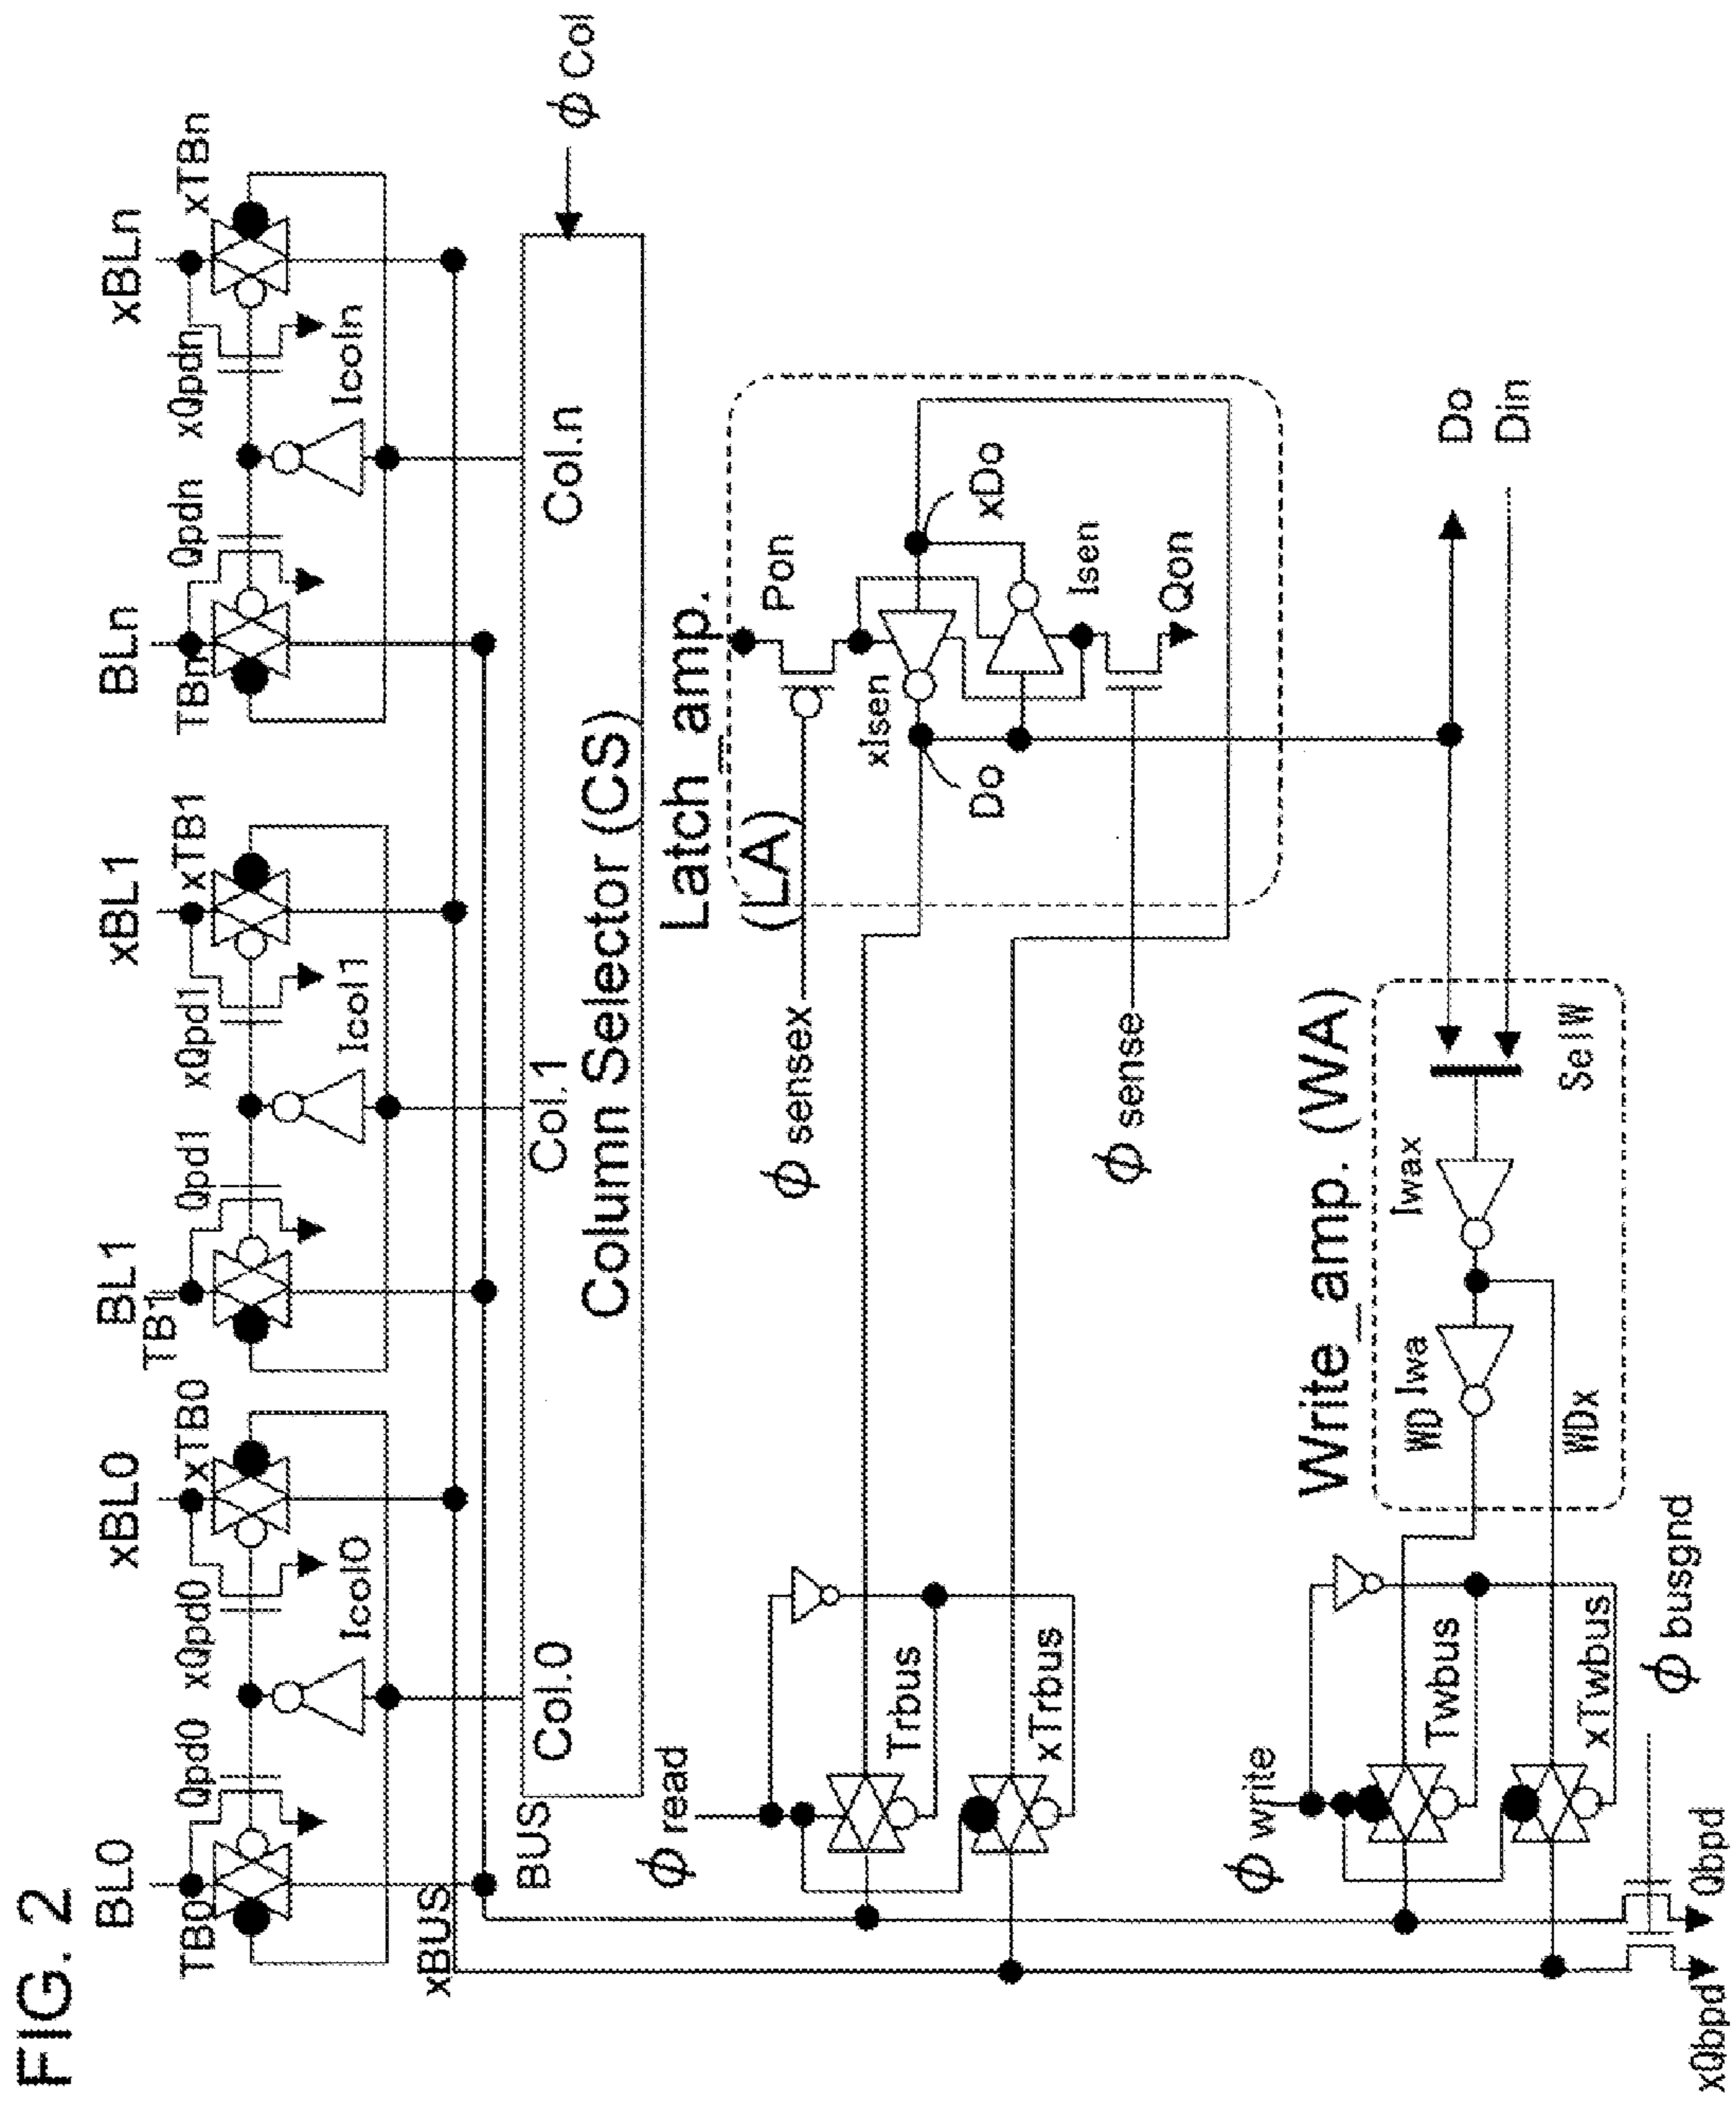 FIG. 2
BL0
xBL0
BL1
xBL1
BLn
xBLn
TB0
Qpd0
xQpd0
xTB0
TB1
Qpd1
xQpd1
xTB1
TBn
Qpdn
xQpdn
xTBn
Icol0
Icol1
Icoln
xBUS
BUS
Col.0
Col.1
Col.n
ϕ Col
Column Selector (CS)
Latch_amp.
(LA)
ϕ read
Trbus
xTrbus
ϕ sensex
ϕ sense
Pon
xIsen
Do
xDo
Isen
Qon
Do
Din
Write_amp. (WA)
ϕ write
Twbus
xTwbus
WD Iwa
Iwax
WDx
SelW
ϕ busgnd
xQbpd
Qbpd